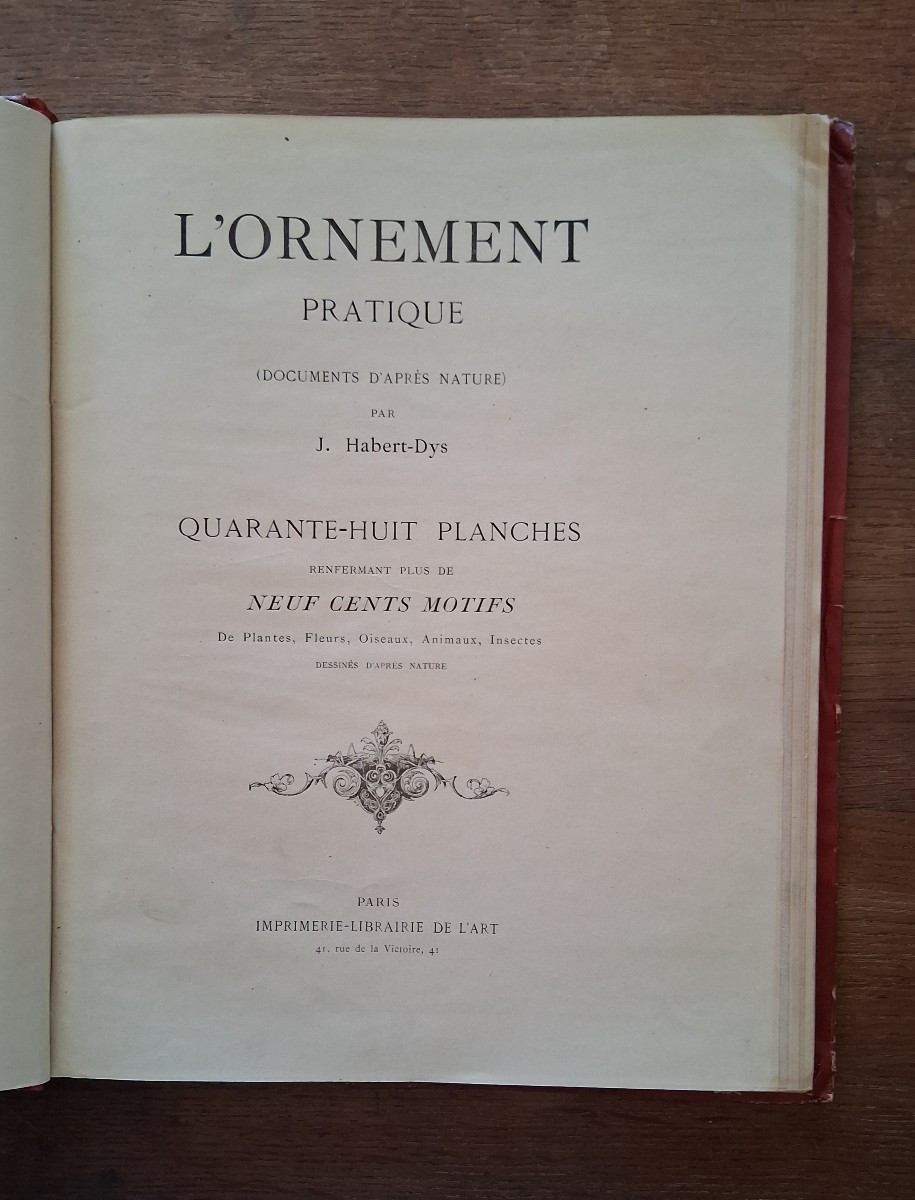 L'ORNEMENT
PRATIQUE
(DOCUMENTS D'APRÈS NATURE)
PAR
J. Habert-Dys
QUARANTE-HUIT PLANCHES
RENFERMANT PLUS DE
NEUF CENTS MOTIFS
De Plantes, Fleurs, Oiseaux, Animaux, Insectes
DESSINÉS D'APRÈS NATURE
PARIS
IMPRIMERIE-LIBRAIRIE DE L'ART
41, rue de la Victoire, 41